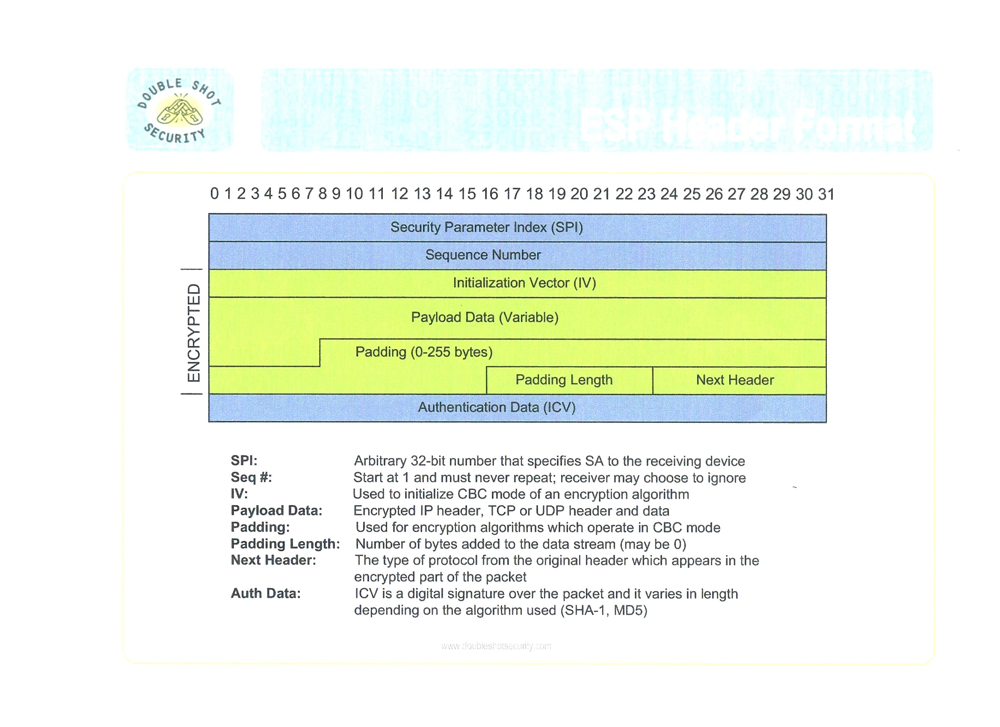 DOUBLE SHOT
SECURITY
ESP Header Format
0 1 2 3 4 5 6 7 8 9 10 11 12 13 14 15 16 17 18 19 20 21 22 23 24 25 26 27 28 29 30 31
Security Parameter Index (SPI)
Sequence Number
ENCRYPTED
Initialization Vector (IV)
Payload Data (Variable)
Padding (0-255 bytes)
Padding Length Next Header
Authentication Data (ICV)
SPI: Arbitrary 32-bit number that specifies SA to the receiving device
Seq #: Start at 1 and must never repeat; receiver may choose to ignore
IV: Used to initialize CBC mode of an encryption algorithm
Payload Data: Encrypted IP header, TCP or UDP header and data
Padding: Used for encryption algorithms which operate in CBC mode
Padding Length: Number of bytes added to the data stream (may be 0)
Next Header: The type of protocol from the original header which appears in the
encrypted part of the packet
Auth Data: ICV is a digital signature over the packet and it varies in length
depending on the algorithm used (SHA-1, MD5)
www.doubleshotsecurity.com